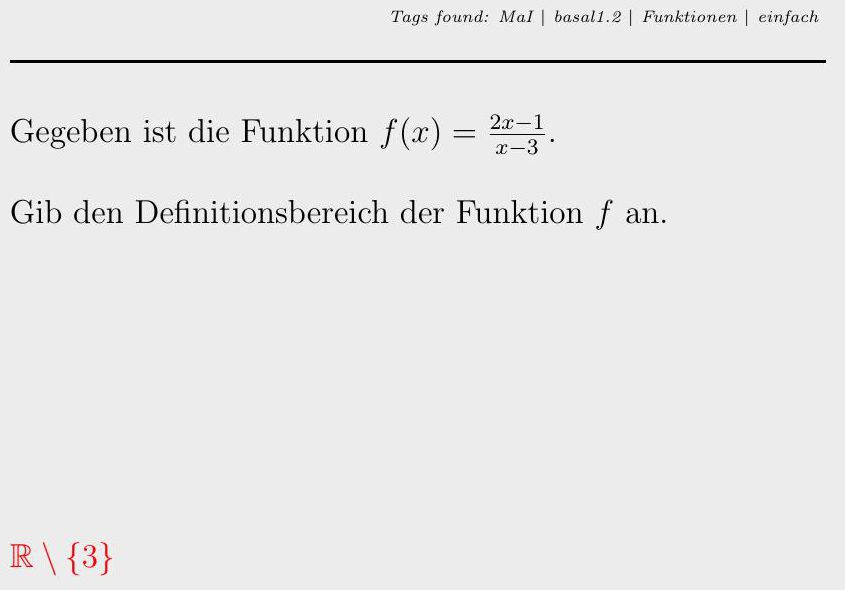 Tags found: MaI | basal1.2 | Funktionen | einfach
Gegeben ist die Funktion $f(x) = \frac{2x-1}{x-3}$.
Gib den Definitionsbereich der Funktion $f$ an.
$\mathbb{R} \setminus \{3\}$